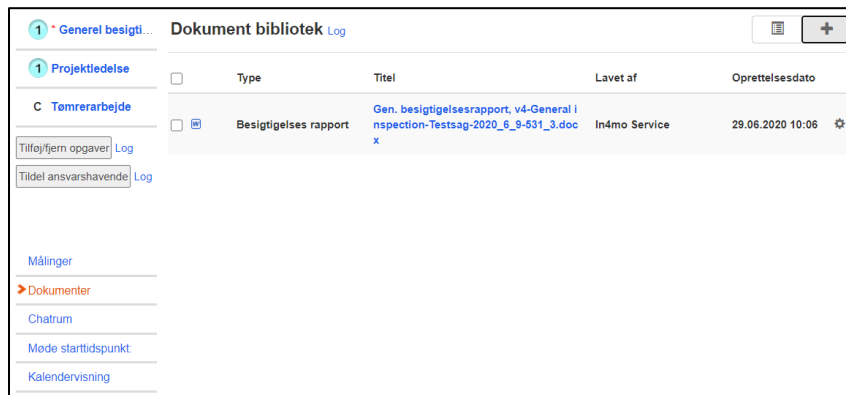 1 * Generel besigti...
1 Projektledelse
C Tømrerarbejde
Tilføj/fjern opgaver Log
Tildel ansvarshavende Log
Målinger
Dokumenter
Chatrum
Møde starttidspunkt:
Kalendervisning
Dokument bibliotek Log
Type Titel Lavet af Oprettelsesdato
Gen. besigtigelsesrapport, v4-General i
Besigtigelses rapport nspection-Testsag-2020_6_9-531_3.doc In4mo Service 29.06.2020 10:06
x